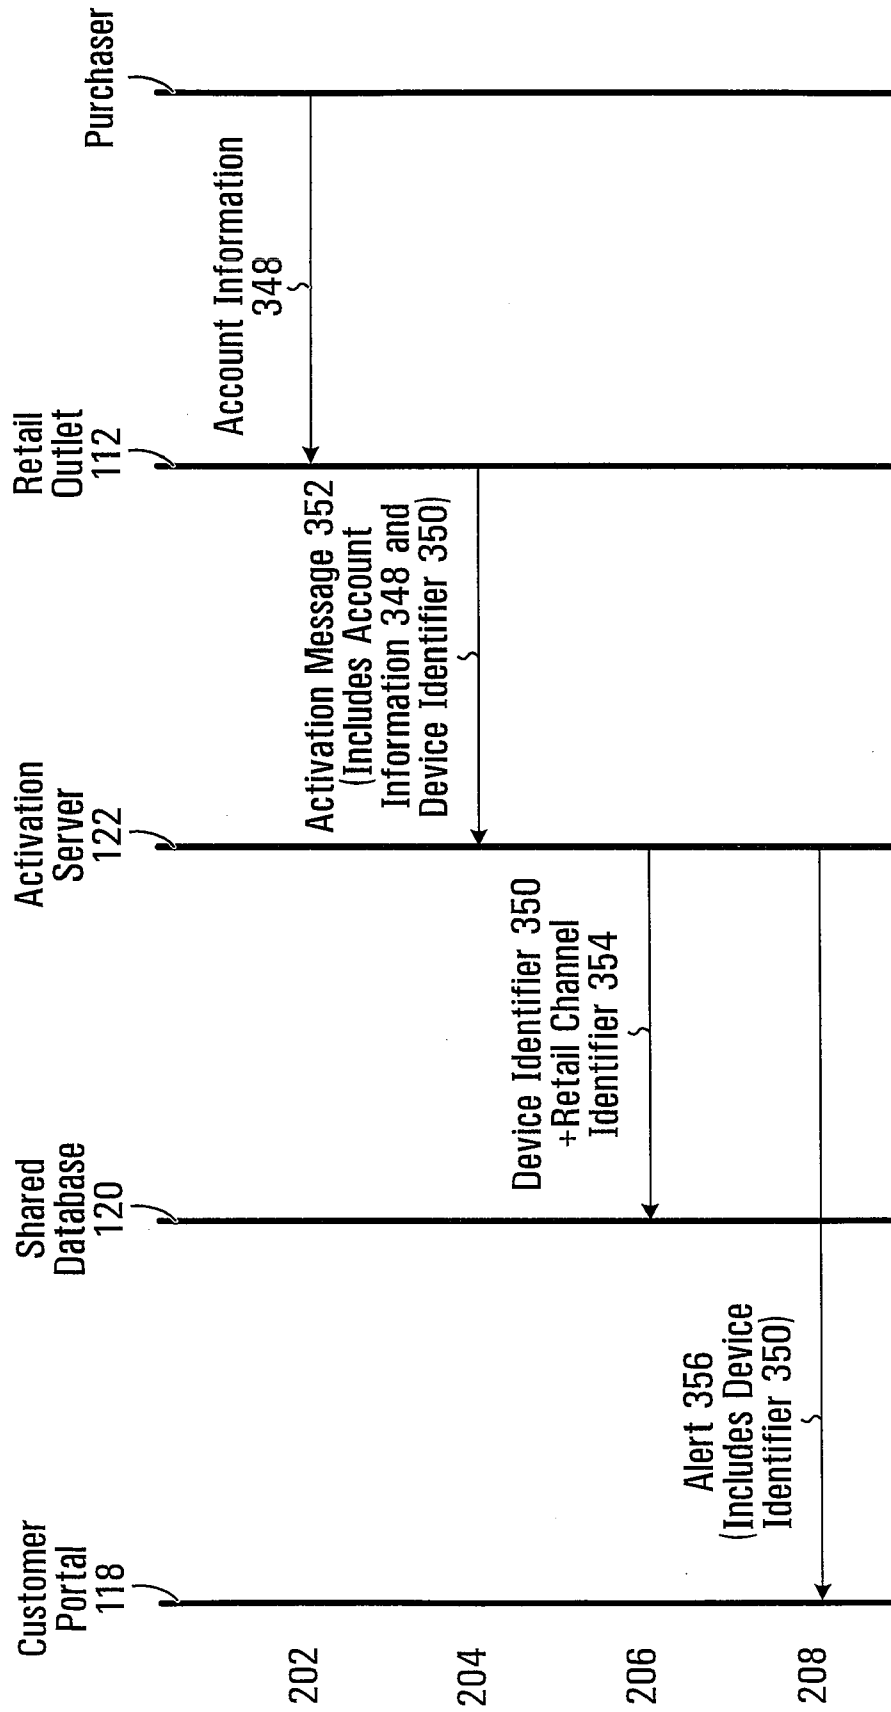 Customer
Portal
118
Shared
Database
120
Activation
Server
122
Retail
Outlet
112
Purchaser
202
Account Information
348
204
Activation Message 352
(Includes Account
Information 348 and
Device Identifier 350)
206
Device Identifier 350
+Retail Channel
Identifier 354
208
Alert 356
(Includes Device
Identifier 350)